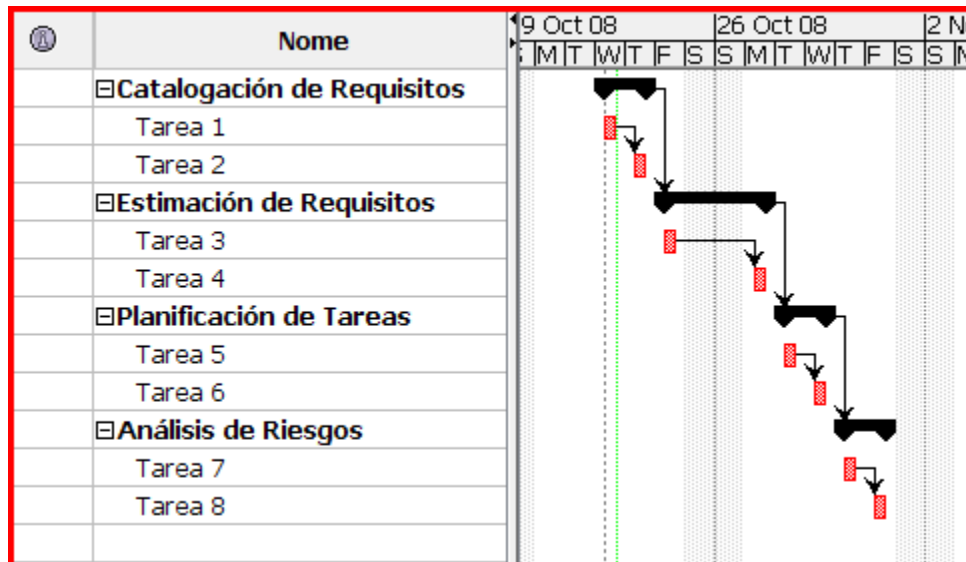 Nome
9 Oct 08 26 Oct 08 2 N
M T W T F S S M T W T F S S
Catalogación de Requisitos
Tarea 1
Tarea 2
Estimación de Requisitos
Tarea 3
Tarea 4
Planificación de Tareas
Tarea 5
Tarea 6
Análisis de Riesgos
Tarea 7
Tarea 8